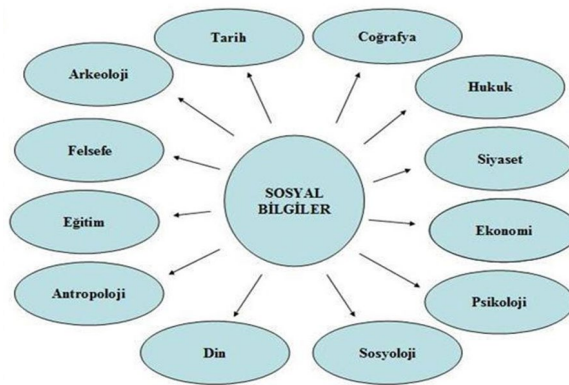 Tarih
Coğrafya
Arkeoloji
Hukuk
Felsefe
Siyaset
SOSYAL
BİLGİLER
Eğitim
Ekonomi
Antropoloji
Psikoloji
Din
Sosyoloji